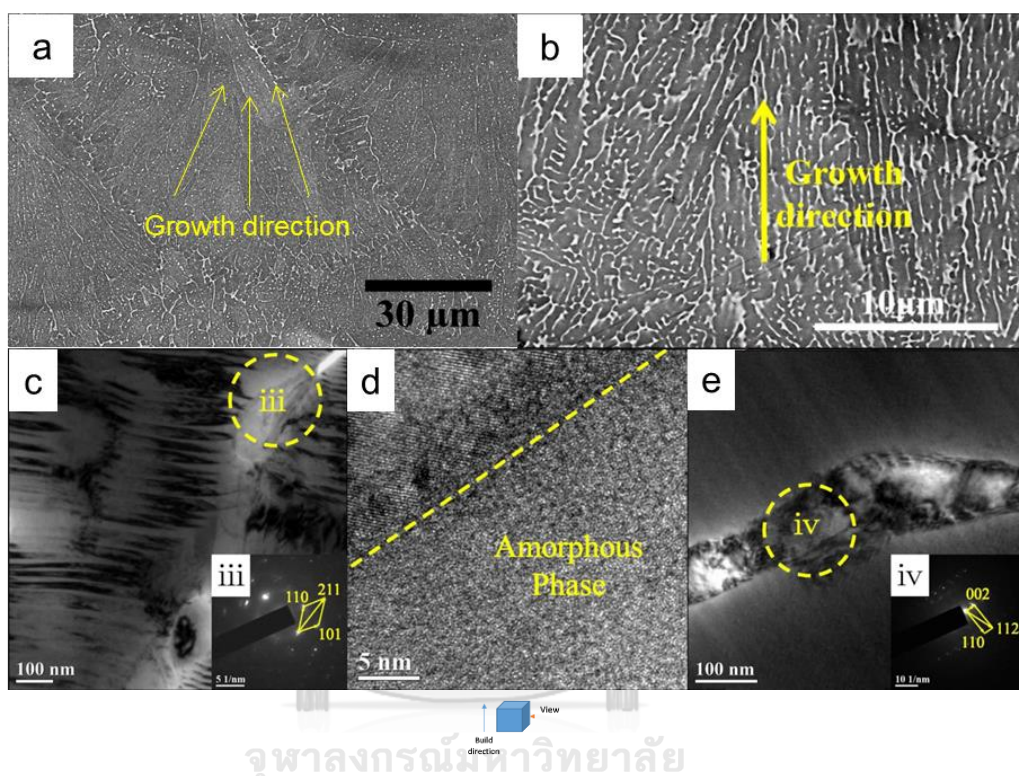 a
Growth direction
30 μm
b
Growth
direction
10μm
c
iii
iii
110
211
101
100 nm
5 1/nm
d
Amorphous
Phase
5 nm
e
iv
iv
002
112
110
100 nm
10 1/nm
View
Build
direction
จุฬาลงกรณ์มหาวิทยาลัย